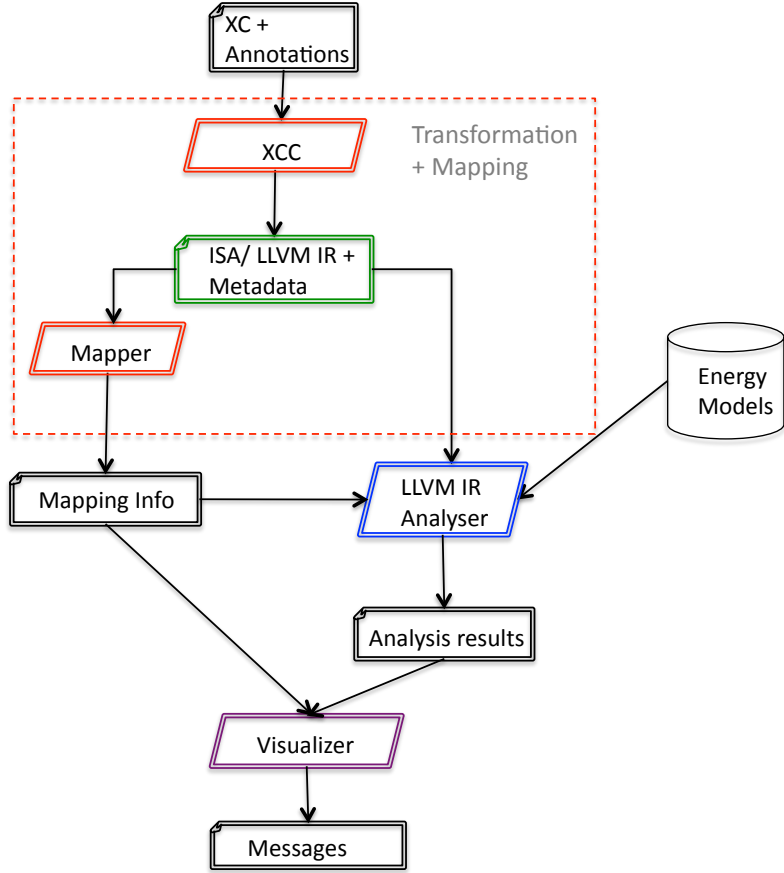 XC +
Annotations
Transformation
+ Mapping
XCC
ISA/ LLVM IR +
Metadata
Mapper
Energy
Models
Mapping Info
LLVM IR
Analyser
Analysis results
Visualizer
Messages